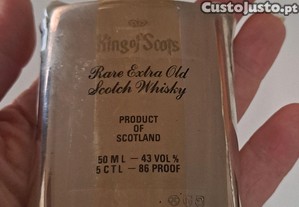 CustoJusto.pt
King of Scots
Rare Extra Old
Scotch Whisky
PRODUCT
OF
SCOTLAND
50 ML – 43 VOL %
5 CTL – 86 PROOF